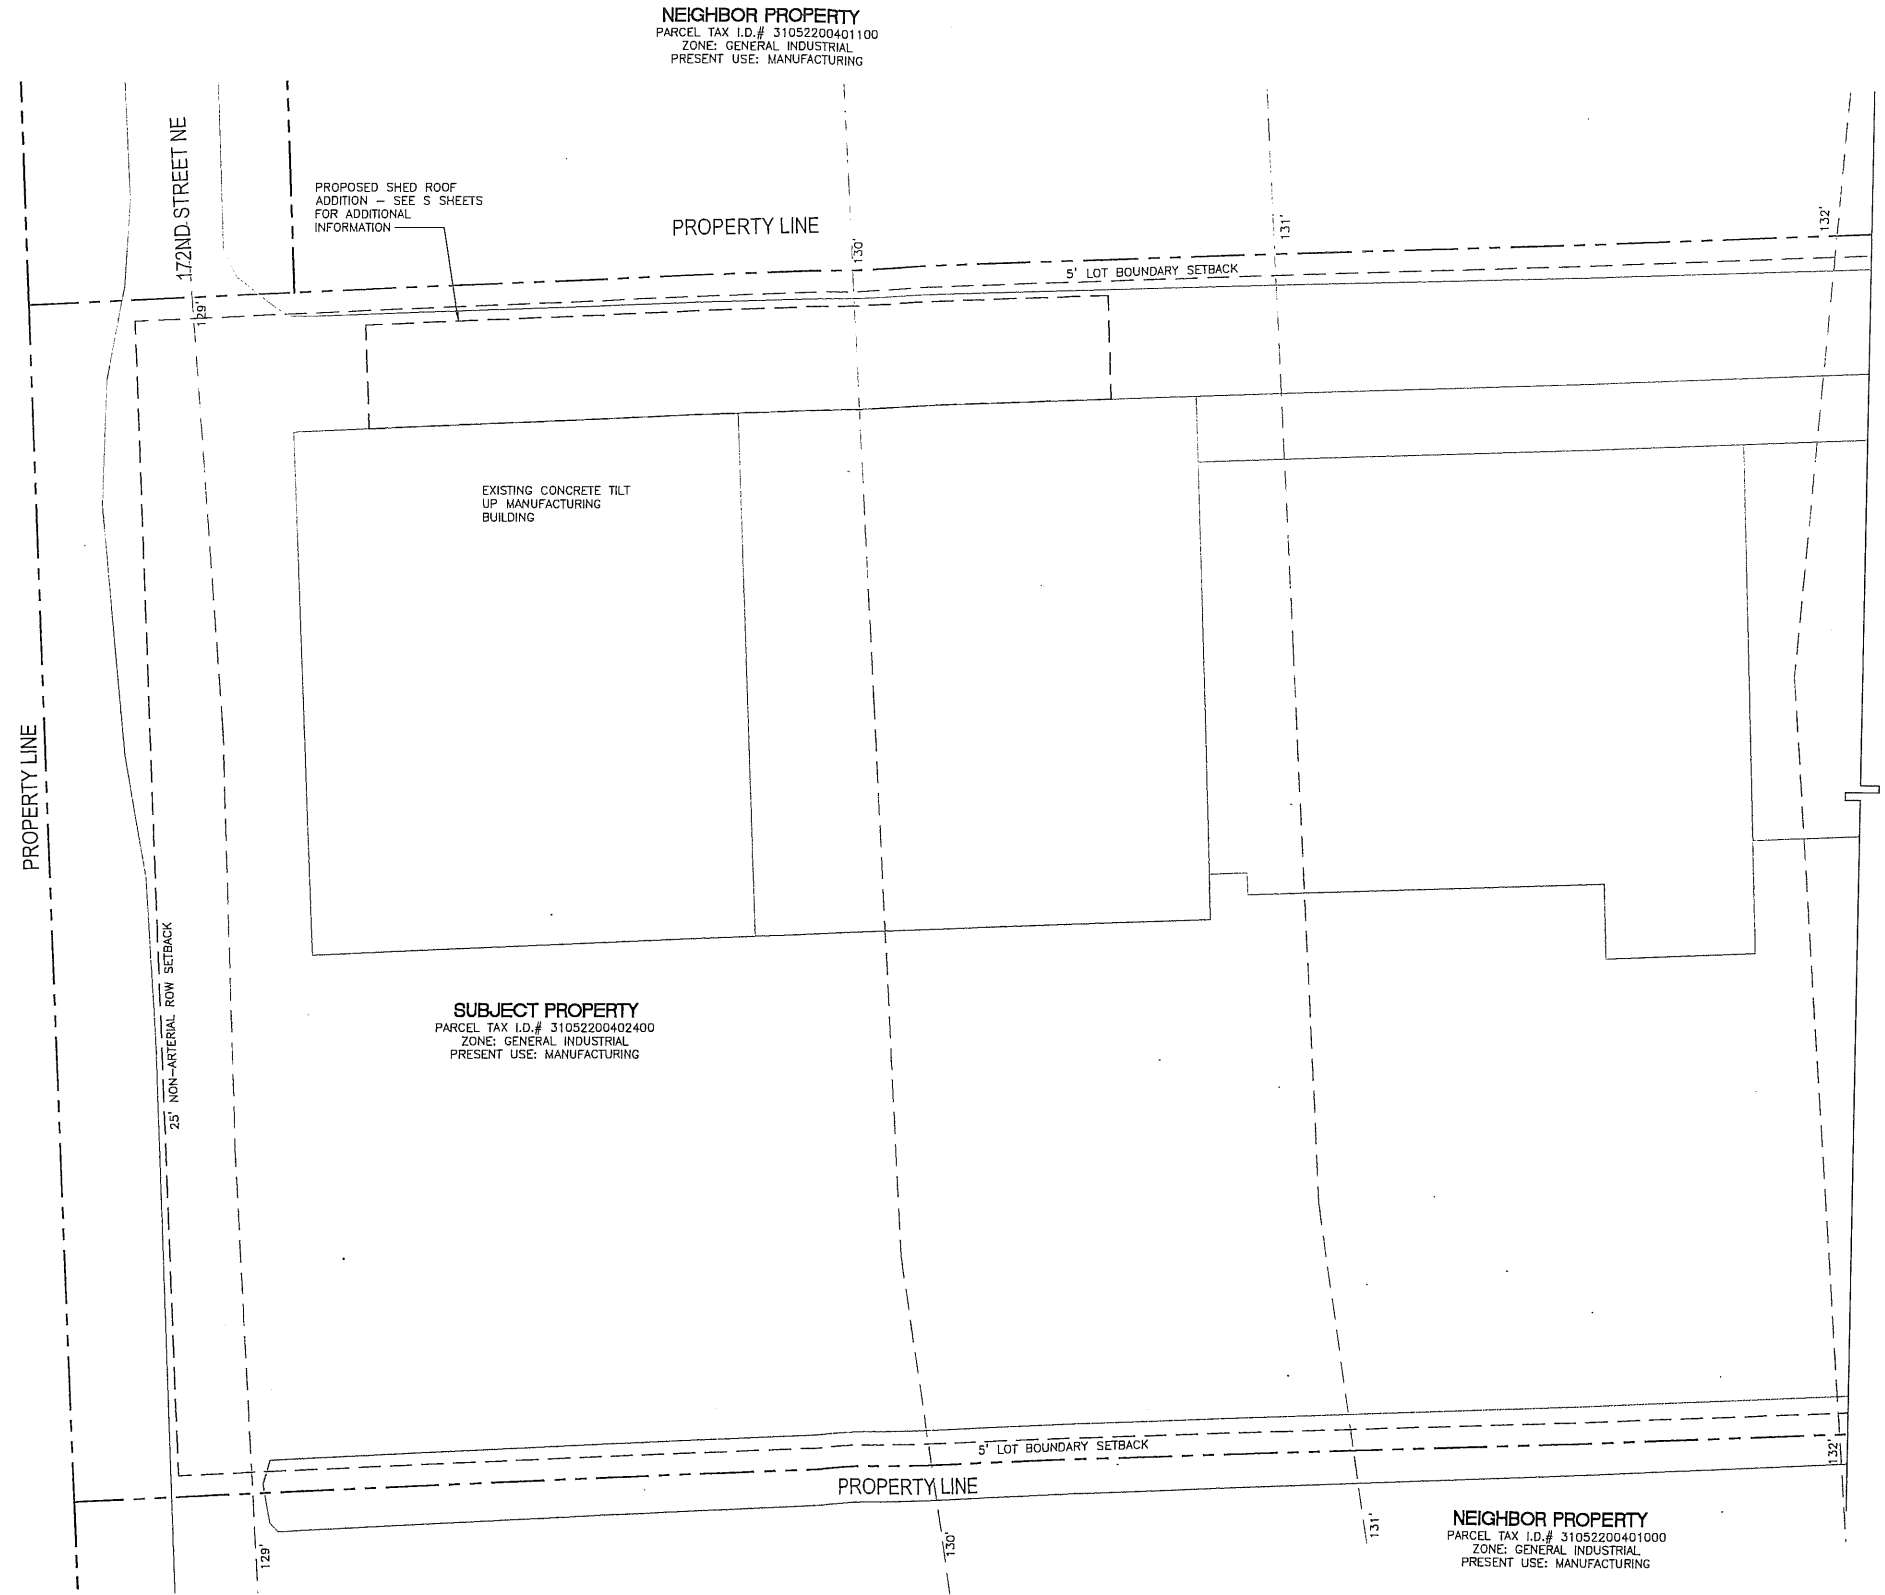 NEIGHBOR PROPERTY
PARCEL TAX I.D.# 31052200401100
ZONE: GENERAL INDUSTRIAL
PRESENT USE: MANUFACTURING
172ND STREET NE
PROPOSED SHED ROOF
ADDITION – SEE S SHEETS
FOR ADDITIONAL
INFORMATION
PROPERTY LINE
129'
130'
131'
132'
5' LOT BOUNDARY SETBACK
EXISTING CONCRETE TILT
UP MANUFACTURING
BUILDING
PROPERTY LINE
25' NON-ARTERIAL ROW SETBACK
SUBJECT PROPERTY
PARCEL TAX I.D.# 31052200402400
ZONE: GENERAL INDUSTRIAL
PRESENT USE: MANUFACTURING
5' LOT BOUNDARY SETBACK
PROPERTY LINE
129'
130'
131'
132'
NEIGHBOR PROPERTY
PARCEL TAX I.D.# 31052200401000
ZONE: GENERAL INDUSTRIAL
PRESENT USE: MANUFACTURING